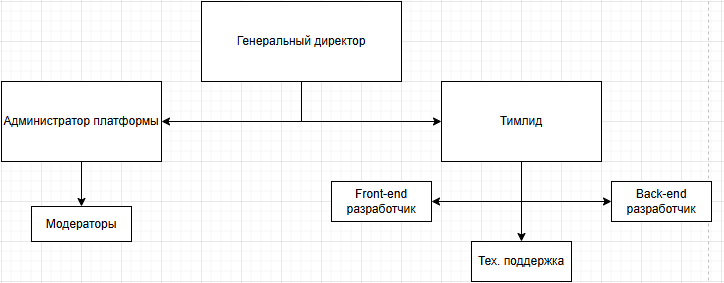 Генеральный директор
Администратор платформы
Тимлид
Front-end
разработчик
Back-end
разработчик
Модераторы
Тех. поддержка